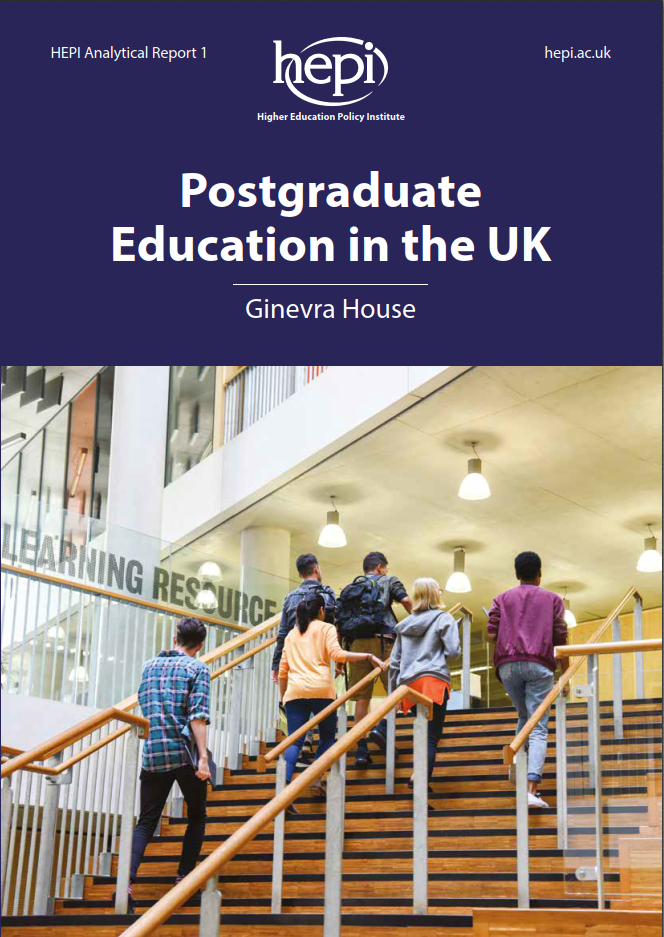 HEPI Analytical Report 1
hepi
hepi.ac.uk
Higher Education Policy Institute
Postgraduate
Education in the UK
Ginevra House
LEARNING RESOURCE